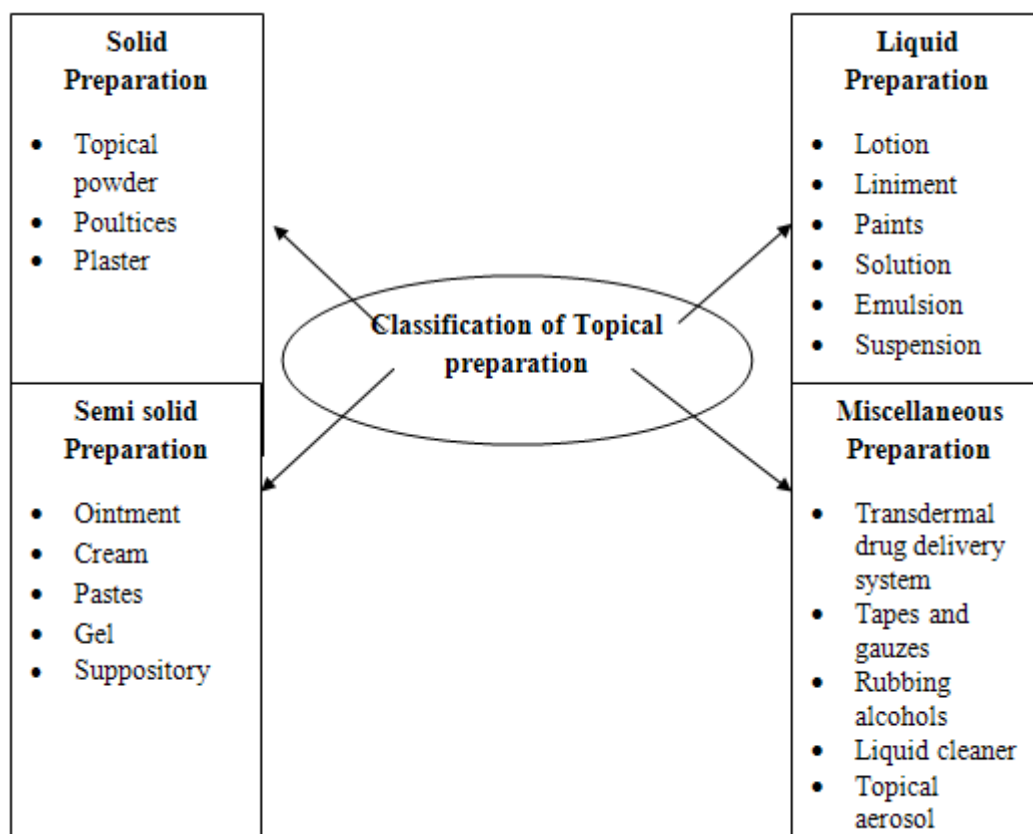 Solid
Preparation
• Topical
powder
• Poultices
• Plaster
Liquid
Preparation
• Lotion
• Liniment
• Paints
• Solution
• Emulsion
• Suspension
Classification of Topical
preparation
Semi solid
Preparation
• Ointment
• Cream
• Pastes
• Gel
• Suppository
Miscellaneous
Preparation
• Transdermal
drug delivery
system
• Tapes and
gauzes
• Rubbing
alcohols
• Liquid cleaner
• Topical
aerosol